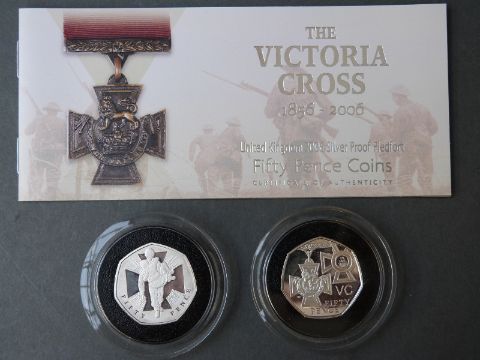 THE
VICTORIA
CROSS
1856 - 2006
United Kingdom 2006 Silver Proof Piedfort
Fifty Pence Coins
CERTIFICATE OF AUTHENTICITY
FIFTY PENCE
VC
FIFTY
PENCE